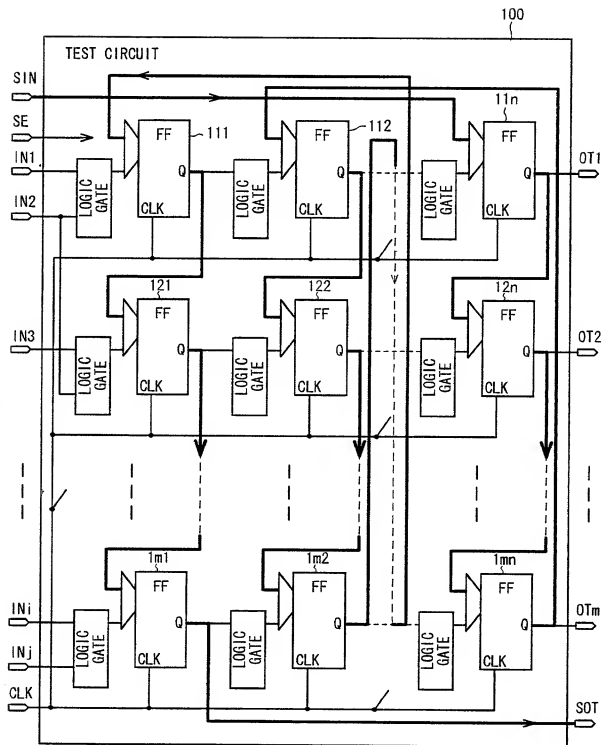 100
TEST CIRCUIT
SIN
SE
IN1
IN2
LOGIC GATE
FF
Q
CLK
111
LOGIC GATE
FF
Q
CLK
112
LOGIC GATE
FF
Q
CLK
11n
OT1
IN3
LOGIC GATE
121
FF
Q
CLK
LOGIC GATE
122
FF
Q
CLK
LOGIC GATE
12n
FF
Q
CLK
OT2
INi
INj
CLK
LOGIC GATE
1m1
FF
Q
CLK
LOGIC GATE
1m2
FF
Q
CLK
LOGIC GATE
1mn
FF
Q
CLK
OTm
SOT